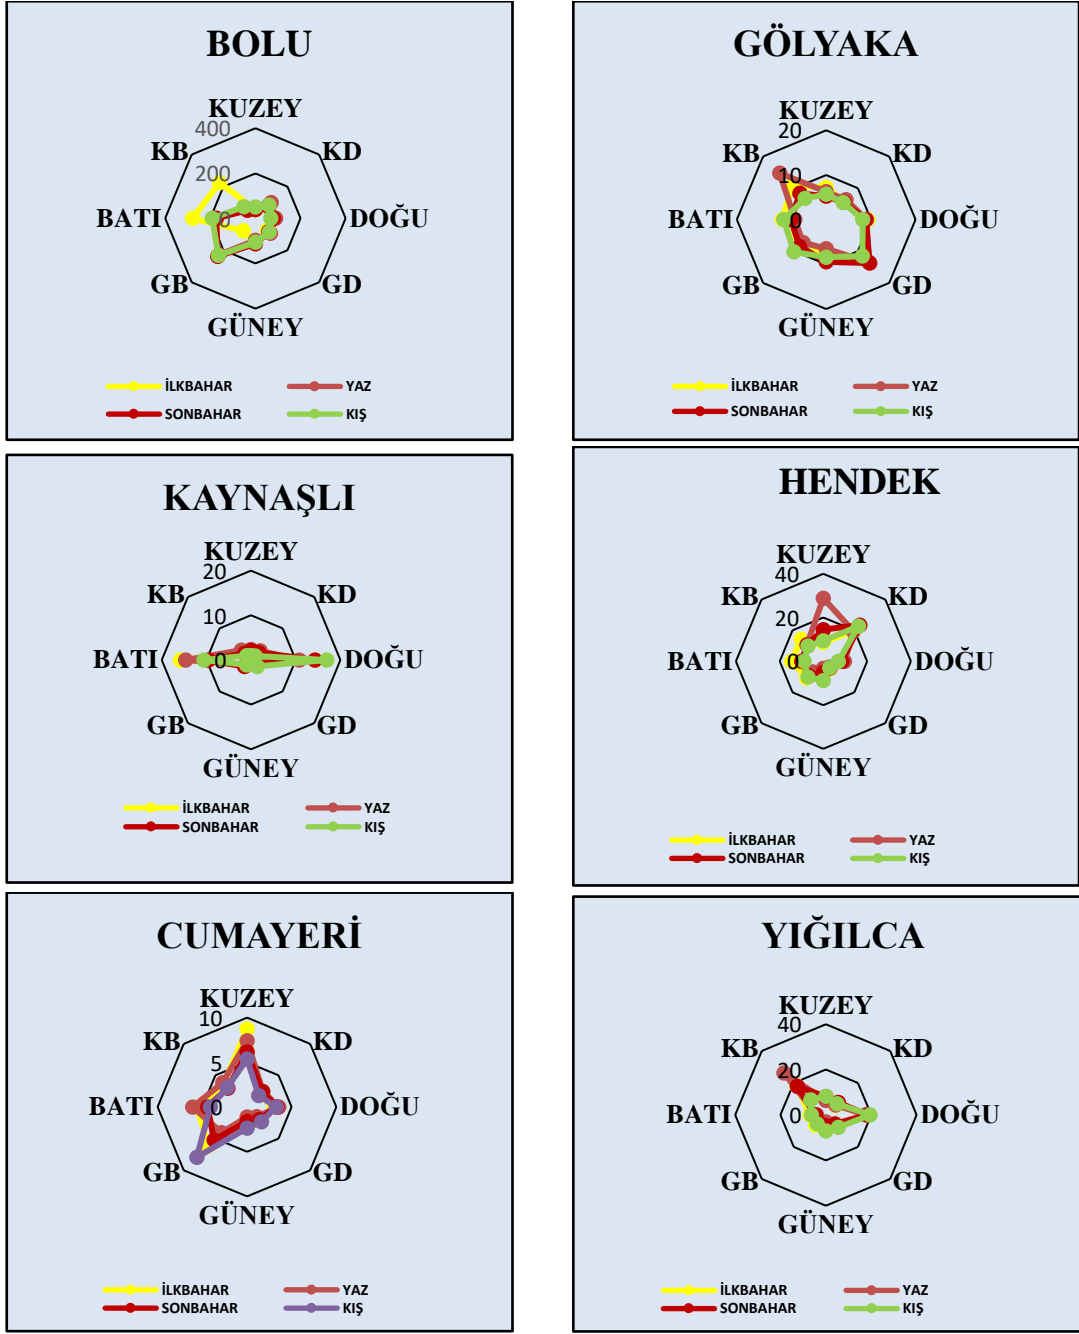 BOLU
KUZEY
400
KB
KD
200
BATI
0
DOĞU
GB
GD
GÜNEY
İLKBAHAR
YAZ
SONBAHAR
KIŞ
GÖLYAKA
KUZEY
20
KB
KD
10
BATI
0
DOĞU
GB
GD
GÜNEY
İLKBAHAR
YAZ
SONBAHAR
KIŞ
KAYNAŞLI
KUZEY
20
KB
KD
10
BATI
0
DOĞU
GB
GD
GÜNEY
İLKBAHAR
YAZ
SONBAHAR
KIŞ
HENDEK
KUZEY
40
KB
KD
20
BATI
0
DOĞU
GB
GD
GÜNEY
İLKBAHAR
YAZ
SONBAHAR
KIŞ
CUMAYERİ
KUZEY
10
KB
KD
5
BATI
0
DOĞU
GB
GD
GÜNEY
İLKBAHAR
YAZ
SONBAHAR
KIŞ
YIĞILCA
KUZEY
40
KB
KD
20
BATI
0
DOĞU
GB
GD
GÜNEY
İLKBAHAR
YAZ
SONBAHAR
KIŞ